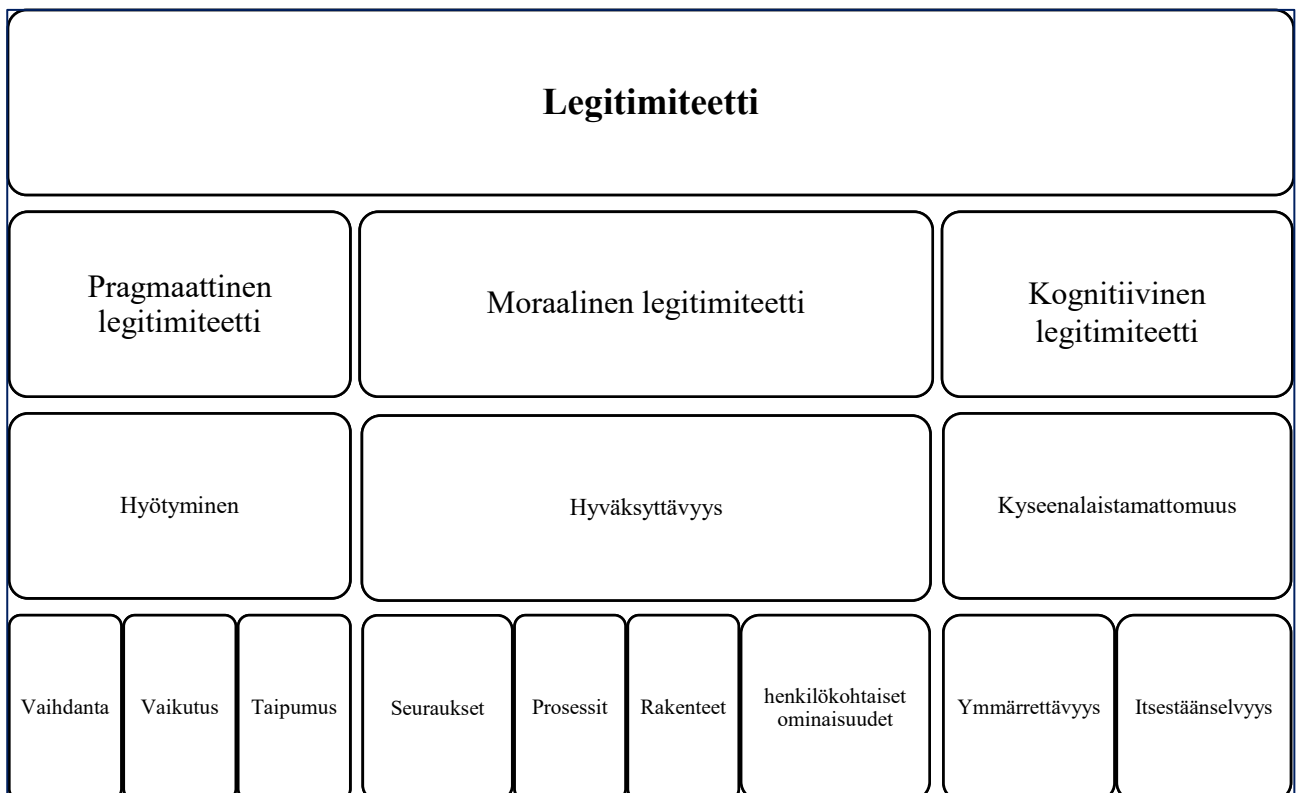 Legitimiteetti
Pragmaattinen
legitimiteetti
Moraalinen legitimiteetti
Kognitiivinen
legitimiteetti
Hyötyminen
Hyväksyttävyys
Kyseenalaistamattomuus
Vaihdanta
Vaikutus
Taipumus
Seuraukset
Prosessit
Rakenteet
henkilökohtaiset
ominaisuudet
Ymmärrettävyys
Itsestäänselvyys